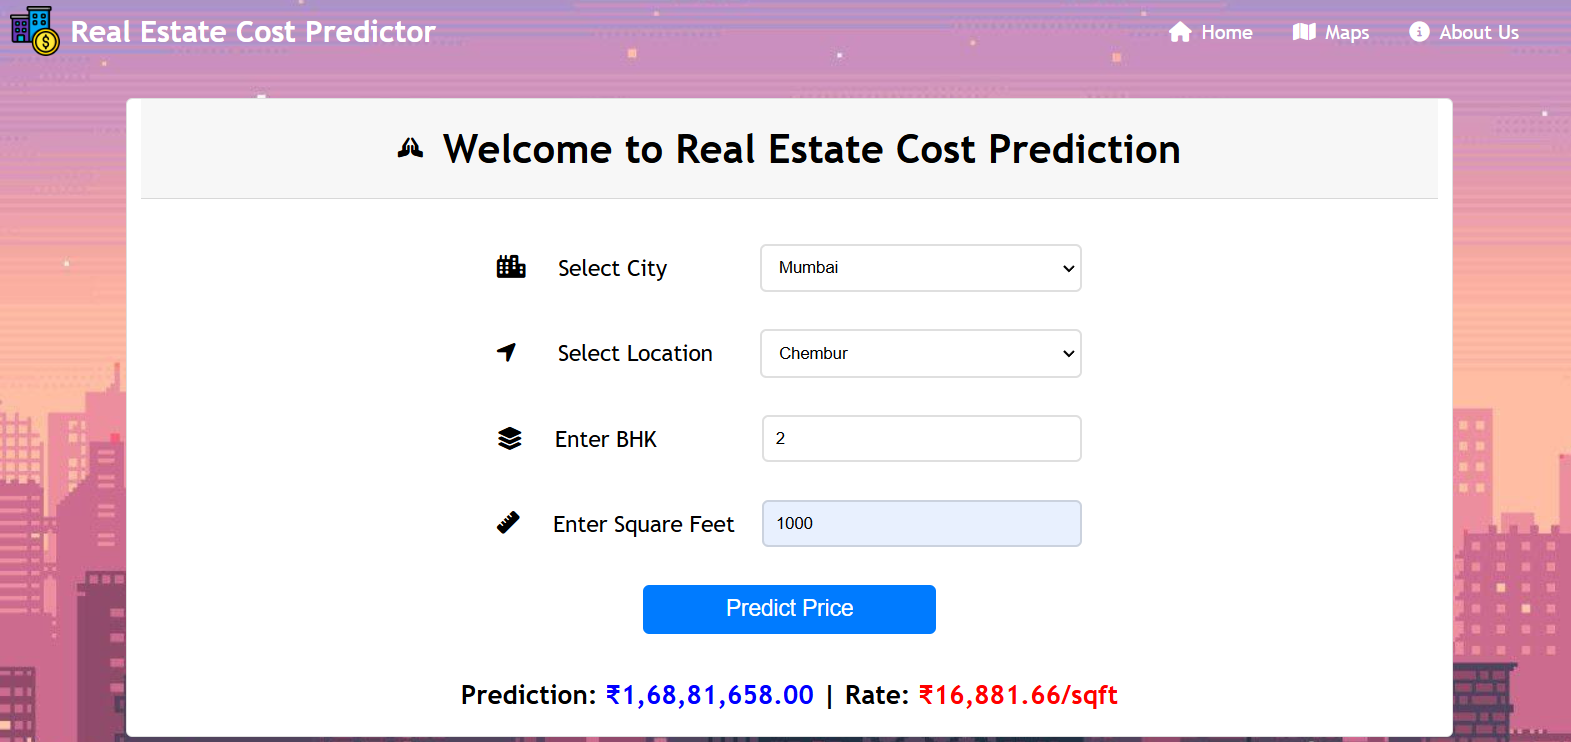 Real Estate Cost Predictor
Home Maps About Us
Welcome to Real Estate Cost Prediction
Select City Mumbai
Select Location Chembur
Enter BHK 2
Enter Square Feet 1000
Predict Price
Prediction: ₹1,68,81,658.00 | Rate: ₹16,881.66/sqft